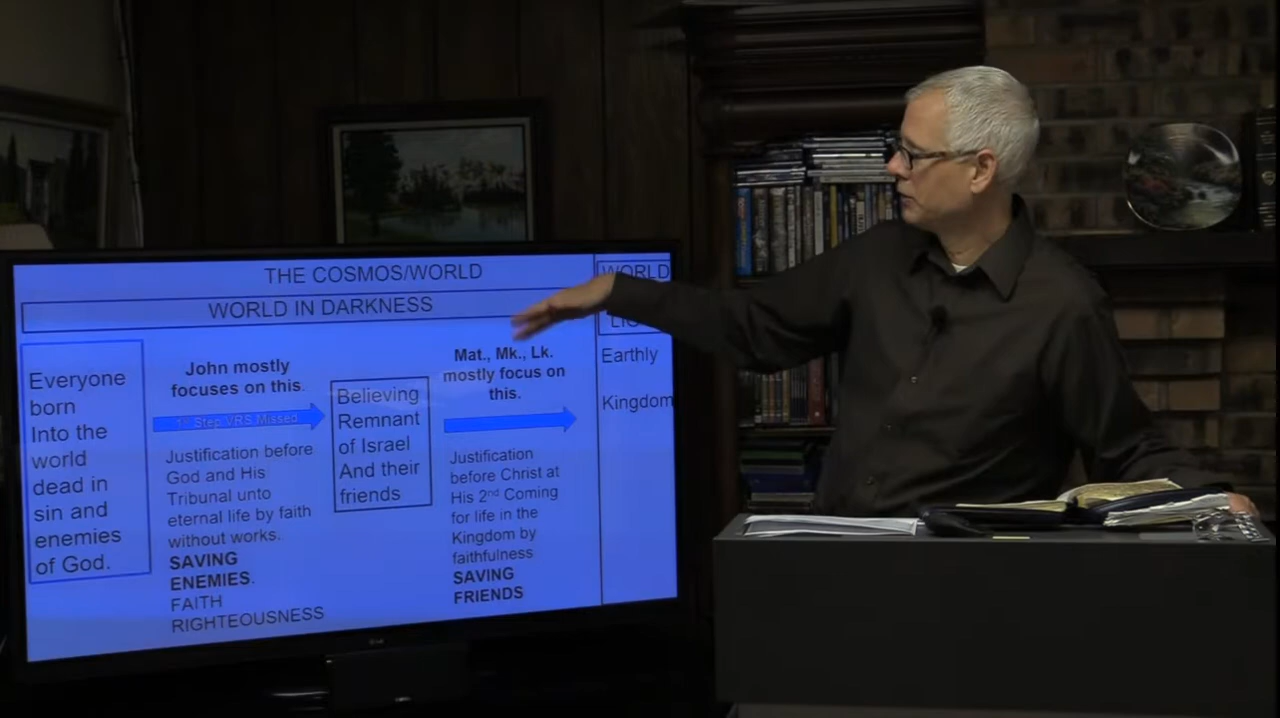 THE COSMOS/WORLD
WORLD IN DARKNESS
Everyone
born
Into the
world
dead in
sin and
enemies
of God.
John mostly
focuses on this.
Step VRS Missed
Justification before
God and His
Tribunal unto
eternal life by faith
without works.
SAVING
ENEMIES.
FAITH
RIGHTEOUSNESS
Believing
Remnant
of Israel
And their
friends
Mat., Mk., Lk.
mostly focus on
this.
Justification
before Christ at
His 2nd Coming
for life in the
Kingdom by
faithfulness
SAVING
FRIENDS
WORLD
Earthly
Kingdom